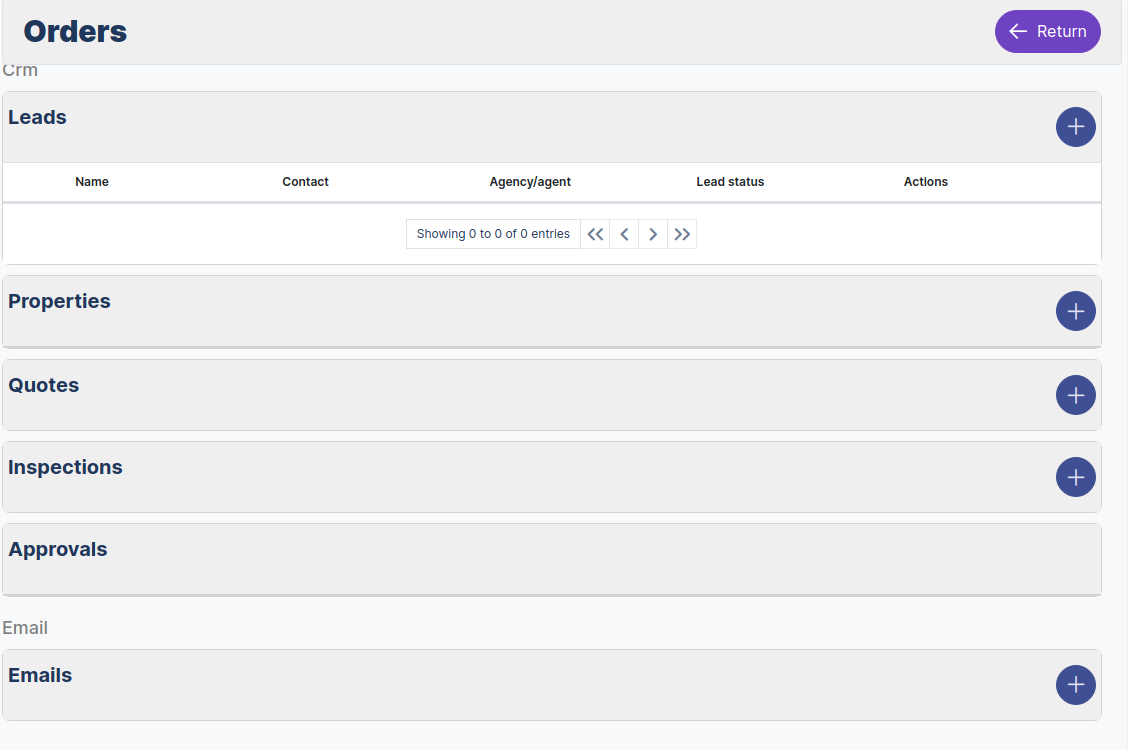 Orders
Return
Crm
Leads
Name Contact Agency/agent Lead status Actions
Showing 0 to 0 of 0 entries
Properties
Quotes
Inspections
Approvals
Email
Emails